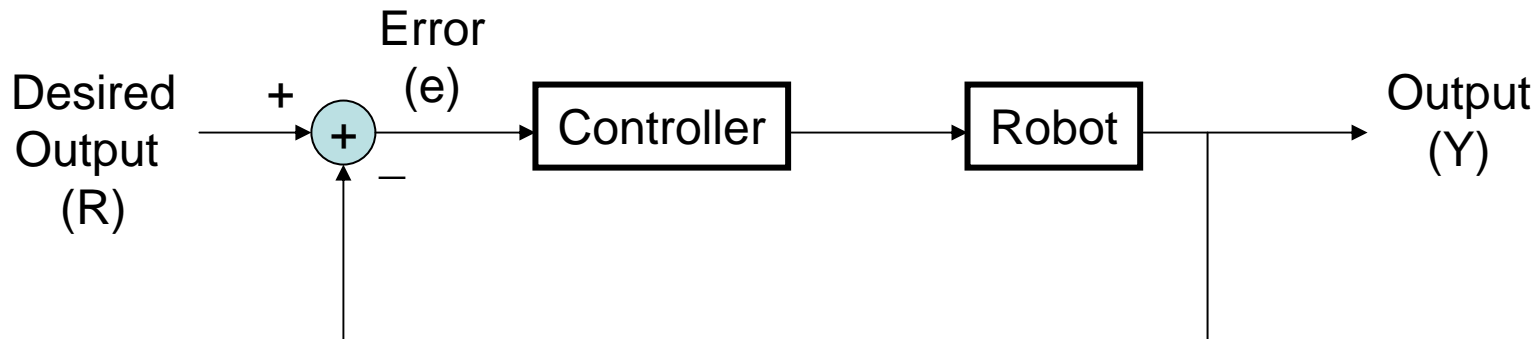 Error
(e)
Desired
Output
(R)
+
+
–
Controller
Robot
Output
(Y)